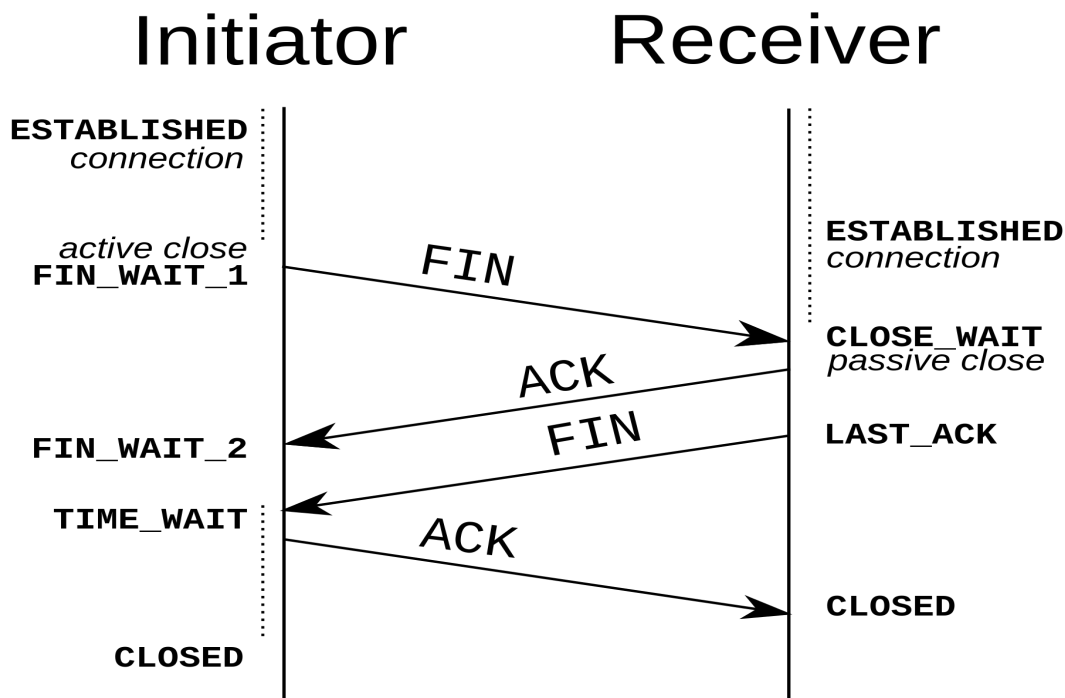 Initiator
Receiver
ESTABLISHED
connection
active close
FIN_WAIT_1
FIN
ESTABLISHED
connection
CLOSE_WAIT
passive close
ACK
FIN
FIN_WAIT_2
LAST_ACK
TIME_WAIT
ACK
CLOSED
CLOSED